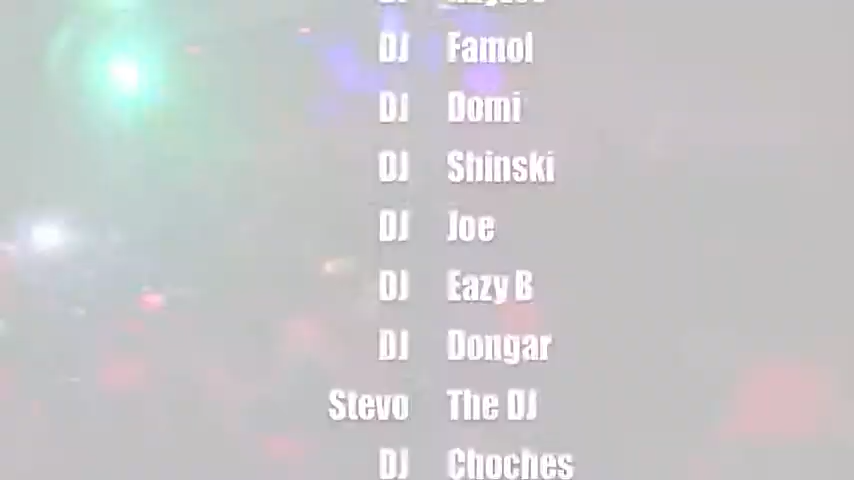 DJ Famol
DJ Domi
DJ Shinski
DJ Joe
DJ Eazy B
DJ Dongar
Stevo The DJ
DJ Choches